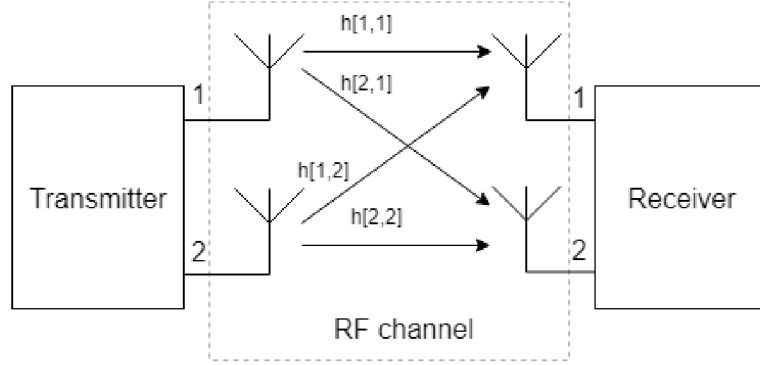 h[1,1]
1
h[2,1]
1
Transmitter
h[1,2]
Receiver
h[2,2]
2
2
RF channel